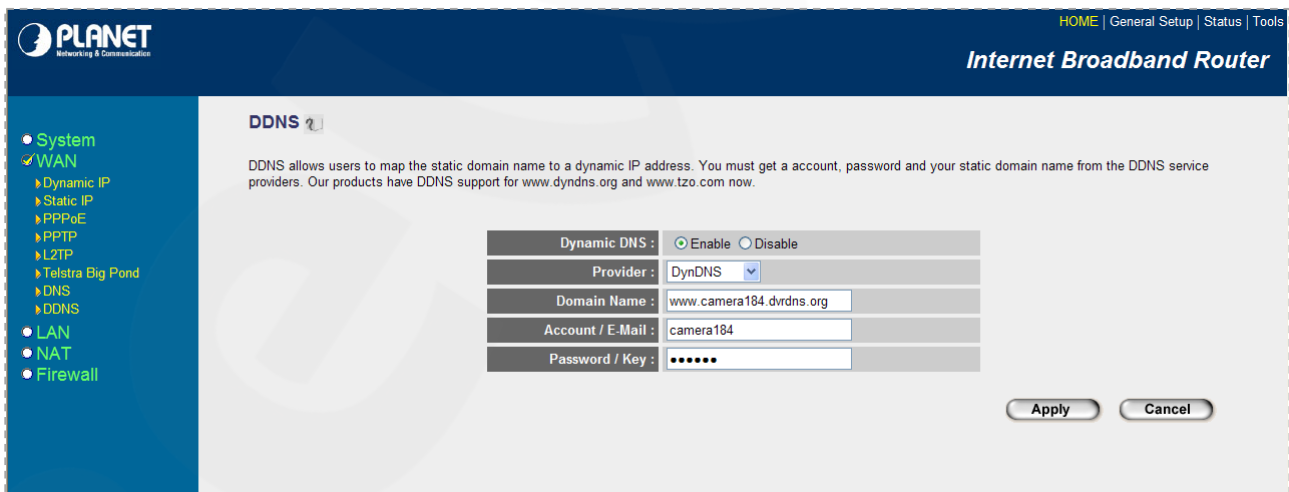 PLANET
Networking & Communication
HOME | General Setup | Status | Tools
Internet Broadband Router
System
WAN
Dynamic IP
Static IP
PPPoE
PPTP
L2TP
Telstra Big Pond
DNS
DDNS
LAN
NAT
Firewall
DDNS
DDNS allows users to map the static domain name to a dynamic IP address. You must get a account, password and your static domain name from the DDNS service
providers. Our products have DDNS support for www.dyndns.org and www.tzo.com now.
Dynamic DNS : Enable Disable
Provider : DynDNS
Domain Name : www.camera184.dvrdns.org
Account / E-Mail : camera184
Password / Key : ••••••
Apply Cancel